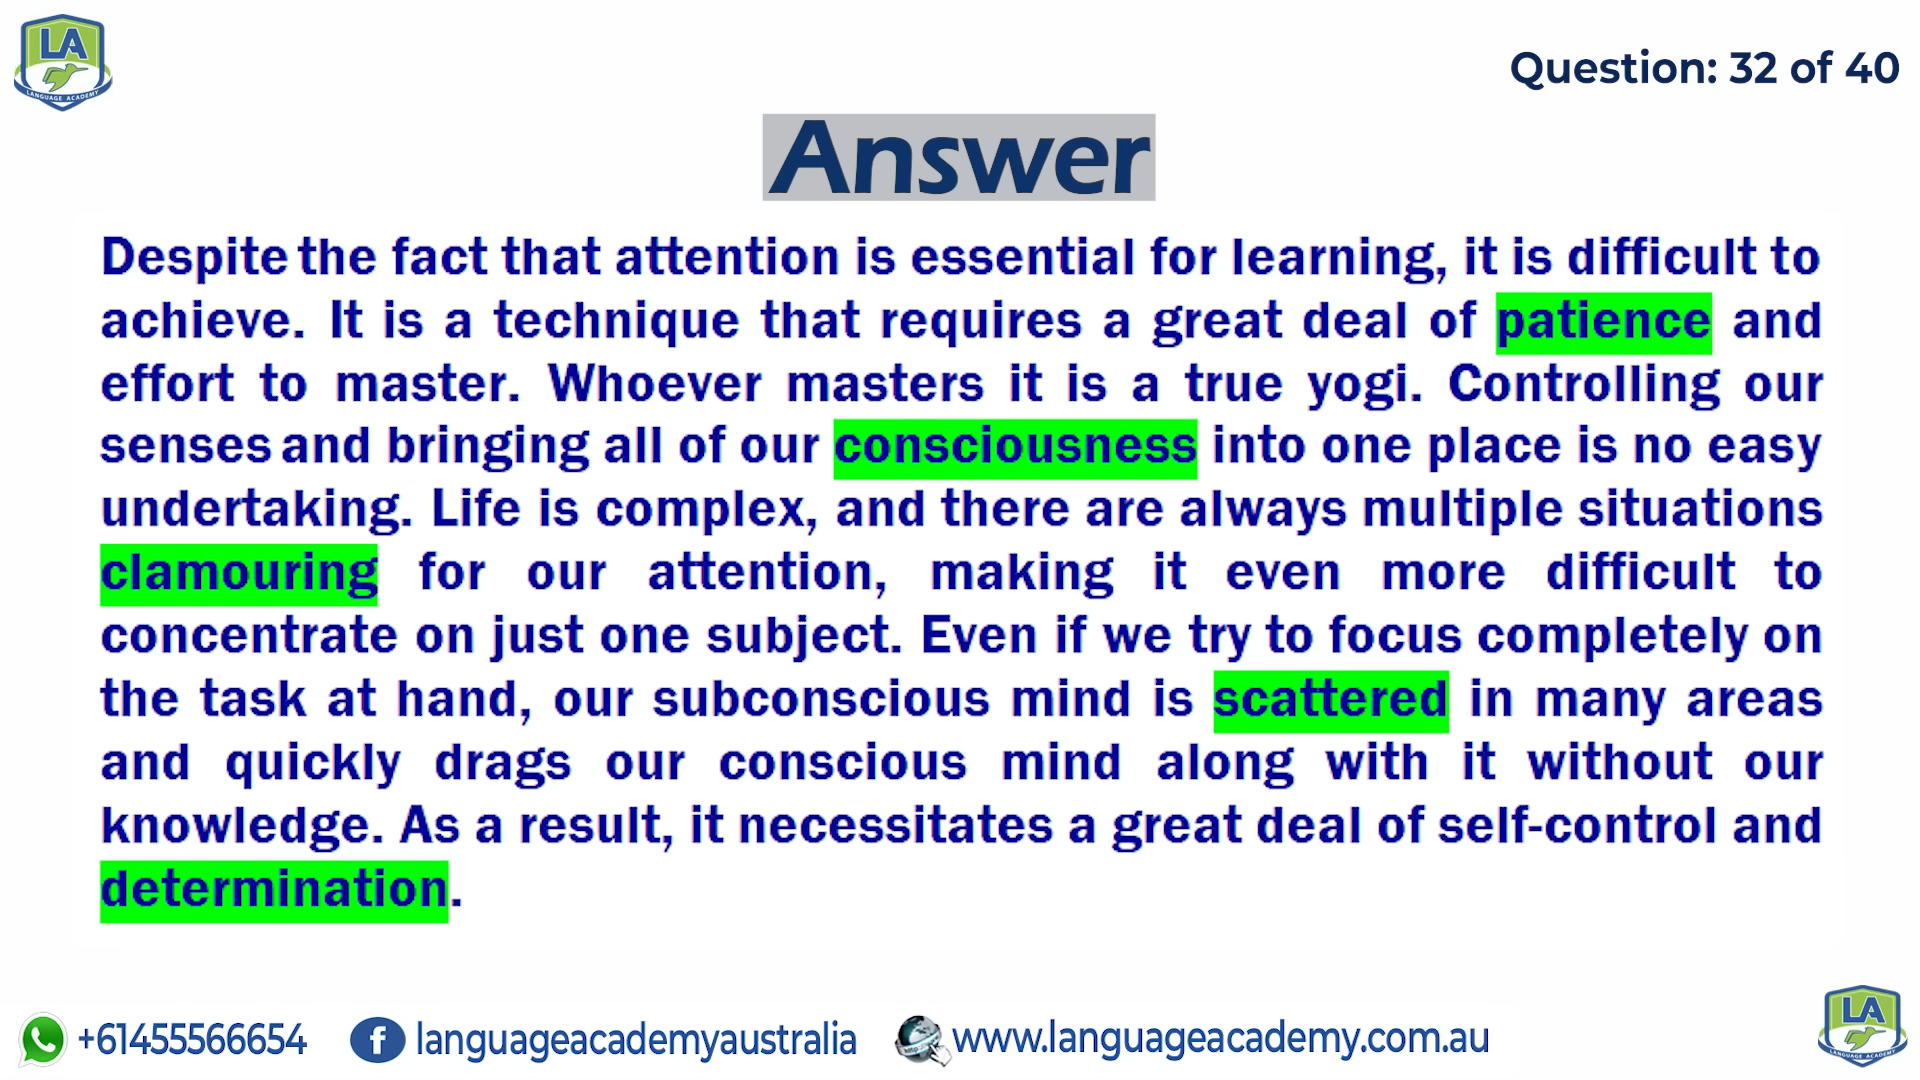 LA
LANGUAGE ACADEMY
Question: 32 of 40
Answer
Despite the fact that attention is essential for learning, it is difficult to
achieve. It is a technique that requires a great deal of patience and
effort to master. Whoever masters it is a true yogi. Controlling our
senses and bringing all of our consciousness into one place is no easy
undertaking. Life is complex, and there are always multiple situations
clamouring for our attention, making it even more difficult to
concentrate on just one subject. Even if we try to focus completely on
the task at hand, our subconscious mind is scattered in many areas
and quickly drags our conscious mind along with it without our
knowledge. As a result, it necessitates a great deal of self-control and
determination.
+61455566654 f languageacademyaustralia http www.languageacademy.com.au
LA
LANGUAGE ACADEMY